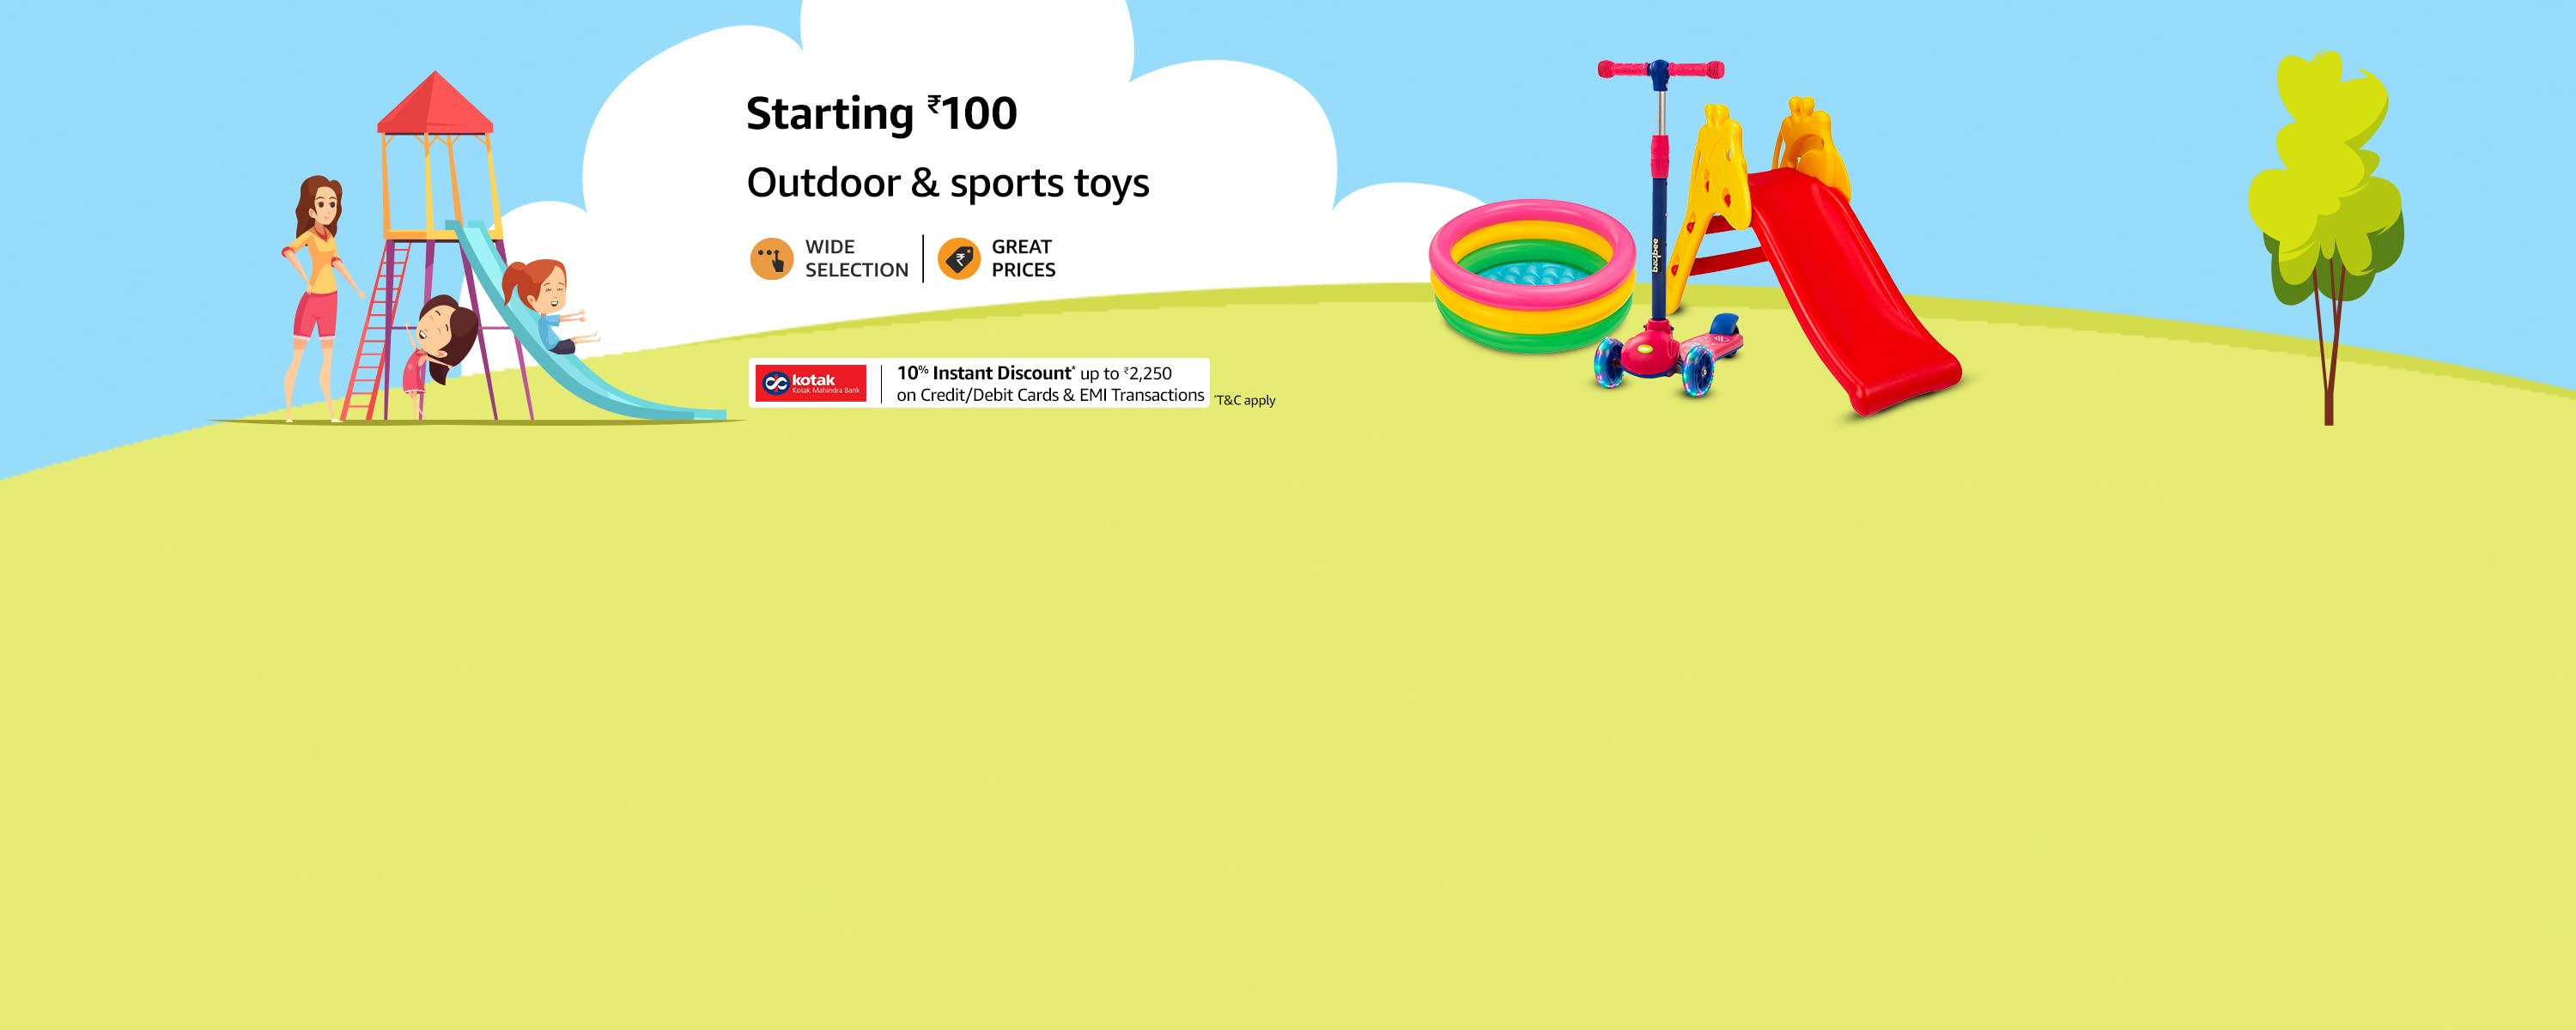 Starting ₹100
Outdoor & sports toys
WIDE
SELECTION
GREAT
PRICES
kotak
Kotak Mahindra Bank
10% Instant Discount* up to ₹2,250
on Credit/Debit Cards & EMI Transactions
*T&C apply
baybee